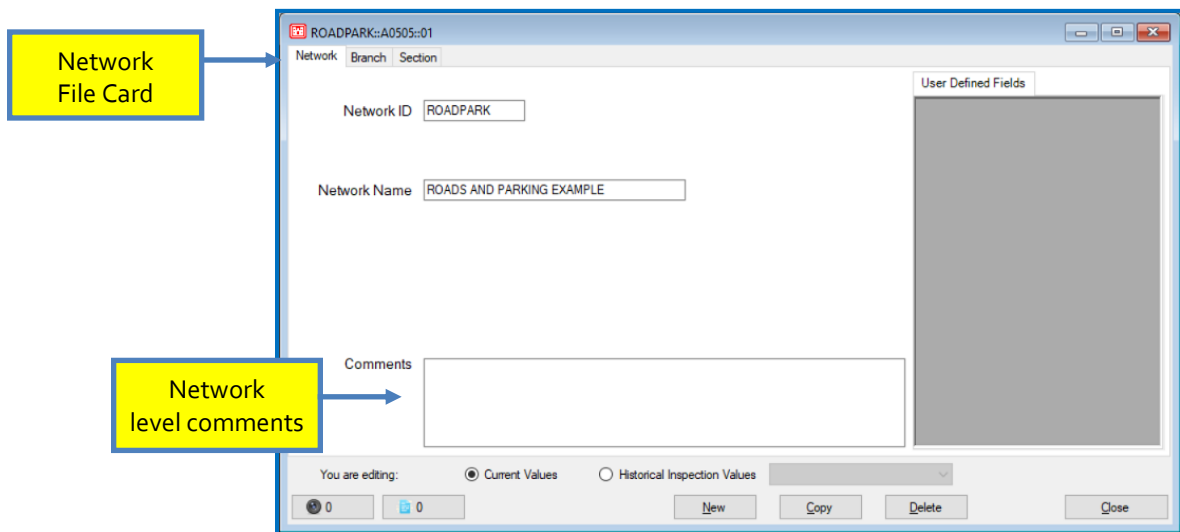 ROADPARK::A0505::01
Network Branch Section
Network
File Card
User Defined Fields
Network ID ROADPARK
Network Name ROADS AND PARKING EXAMPLE
Comments
Network
level comments
You are editing: Current Values Historical Inspection Values
0 0 New Copy Delete Close